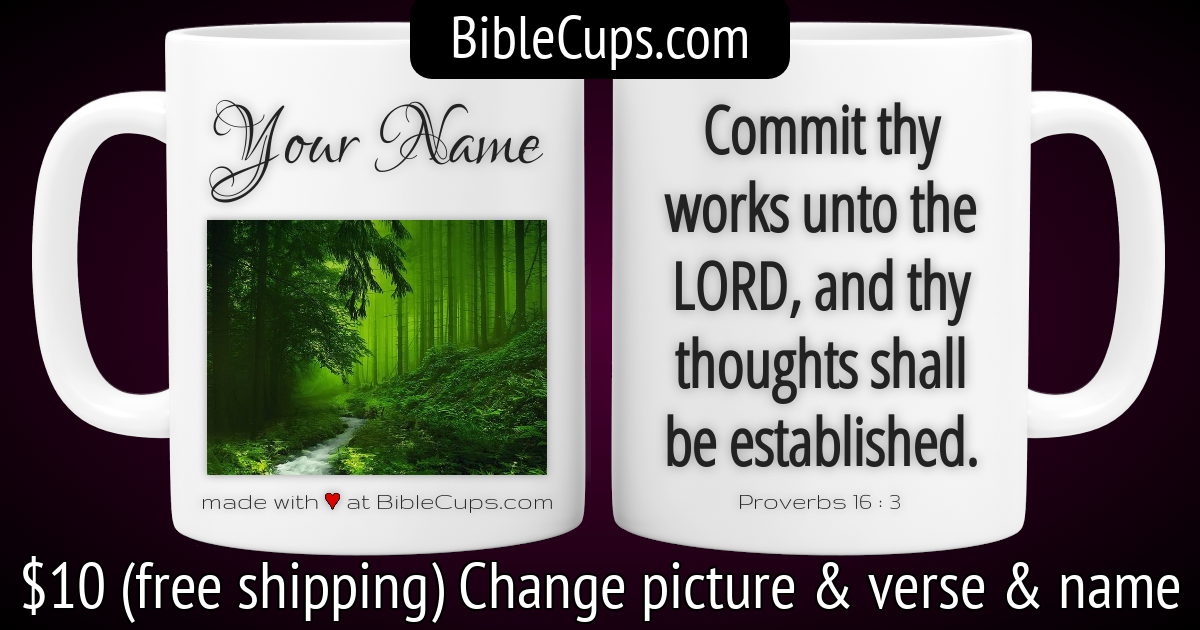 BibleCups.com
Your Name
made with ♥ at BibleCups.com
Commit thy
works unto the
LORD, and thy
thoughts shall
be established.
Proverbs 16 : 3
$10 (free shipping) Change picture & verse & name